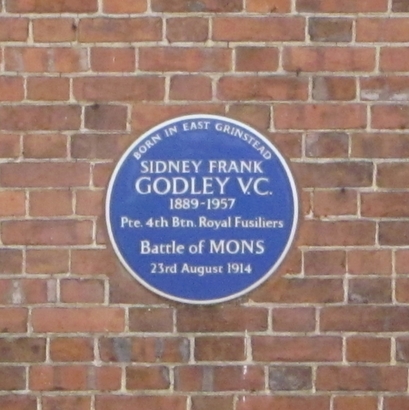 BORN IN EAST GRINSTEAD
SIDNEY FRANK
GODLEY V.C.
1889-1957
Pte. 4th Btn. Royal Fusiliers
Battle of MONS
23rd August 1914